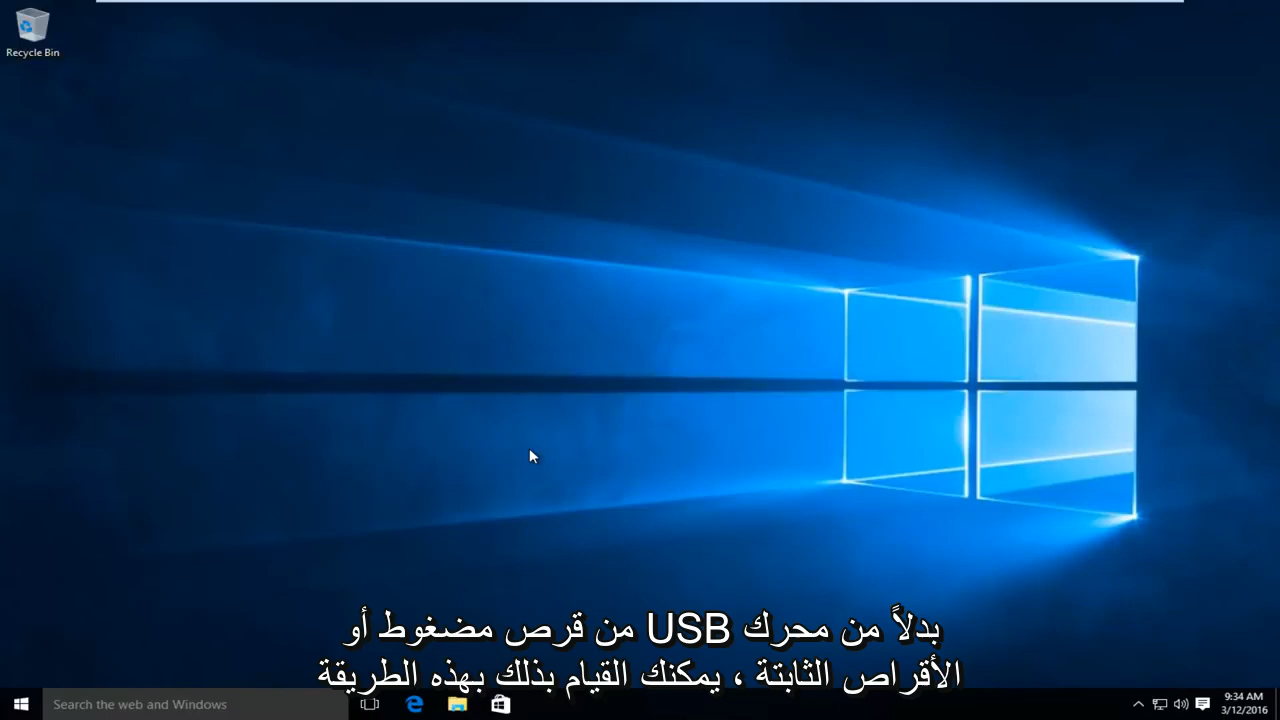 Recycle Bin
بدلاً من محرك USB من قرص مضغوط أو
الأقراص الثابتة ، يمكنك القيام بذلك بهذه الطريقة
Search the web and Windows
9:34 AM
3/12/2016